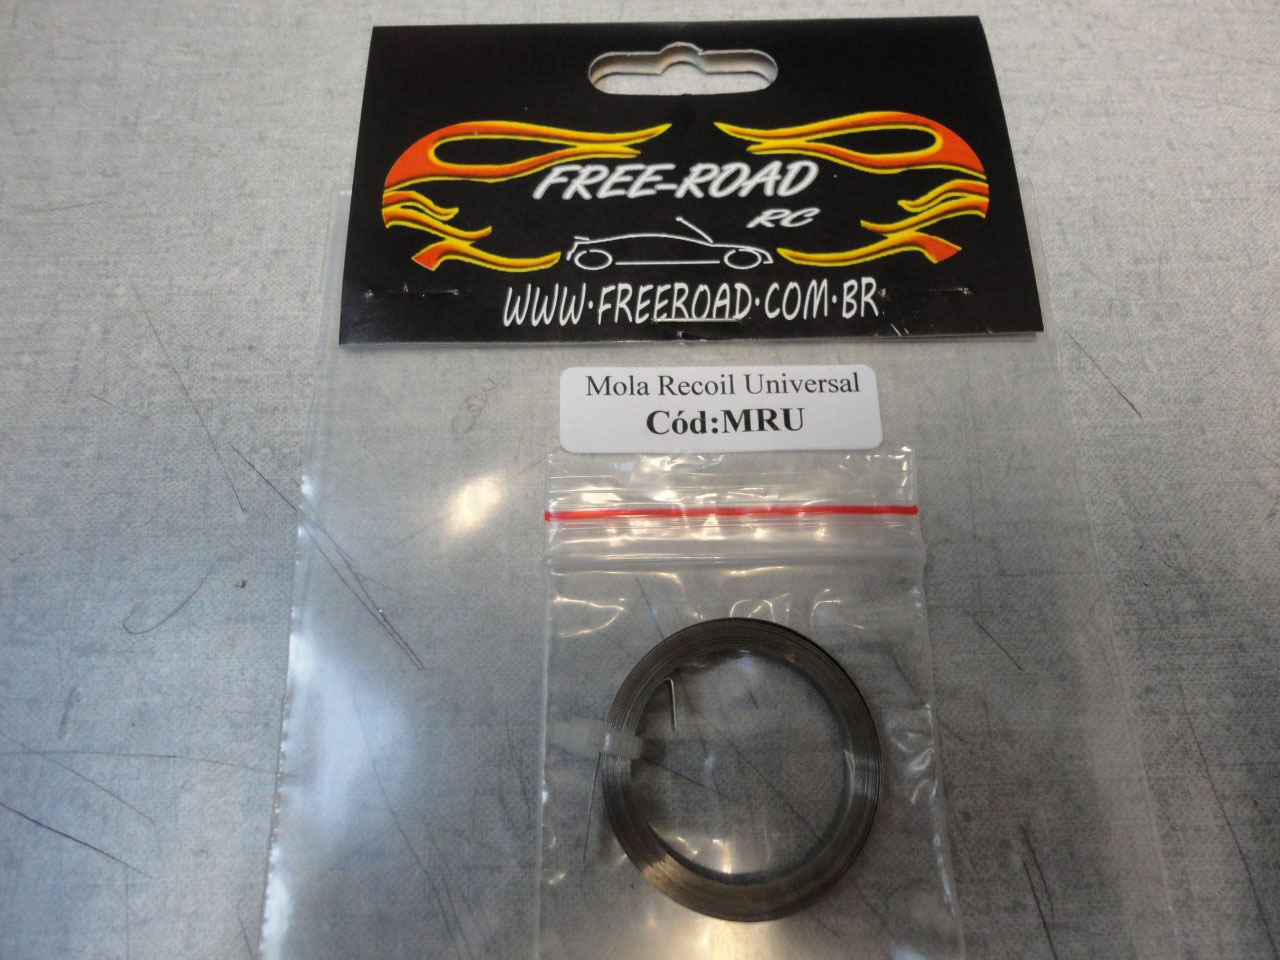 FREE-ROAD
RC
WWW.FREEROAD.COM.BR
Mola Recoil Universal
Cód:MRU